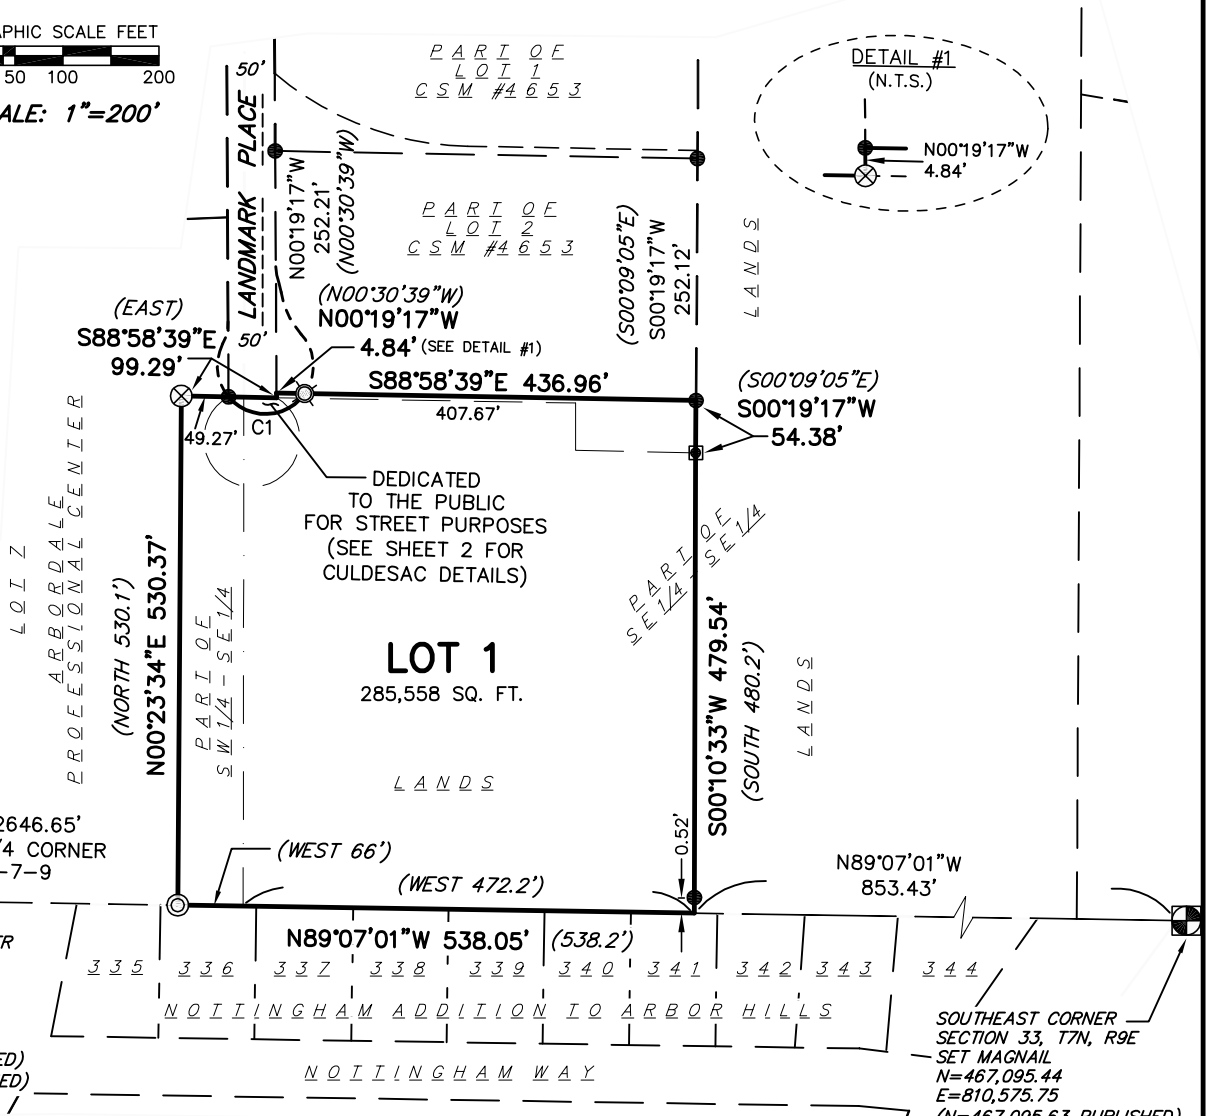 APHIC SCALE FEET
50 100 200
ALE: 1"=200'
50'
LANDMARK PLACE
50'
PART OF
LOT 1
CSM #4653
DETAIL #1
(N.T.S.)
N00°19'17"W
4.84'
N00°19'17"W
252.21'
(N00°30'39"W)
PART OF
LOT 2
CSM #4653
(S00°09'05"E)
S00°19'17"W
252.12'
LANDS
(EAST)
S88°58'39"E
99.29'
(N00°30'39"W)
N00°19'17"W
4.84' (SEE DETAIL #1)
S88°58'39"E 436.96'
407.67'
(S00°09'05"E)
S00°19'17"W
54.38'
49.27'
C1
DEDICATED
TO THE PUBLIC
FOR STREET PURPOSES
(SEE SHEET 2 FOR
CULDESAC DETAILS)
LOT Z
ARBORDALE
PROFESSIONAL CENTER
(NORTH 530.1')
N00°23'34"E 530.37'
PART OF
SW1/4-SE1/4
PART OF
SE1/4 - SE1/4
LOT 1
285,558 SQ. FT.
LANDS
S00°10'33"W 479.54'
(SOUTH 480.2')
LANDS
2646.65'
/4 CORNER
-7-9
(WEST 66')
(WEST 472.2')
0.52'
N89°07'01"W
853.43'
N89°07'01"W 538.05' (538.2')
TR
335 336 337 338 339 340 341 342 343 344
NOTTINGHAM ADDITION TO ARBOR HILLS
NOTTINGHAM WAY
SOUTHEAST CORNER
SECTION 33, T7N, R9E
SET MAGNAIL
N=467,095.44
E=810,575.75
(N=467,095.63 PUBLISHED)
ED)
ED)